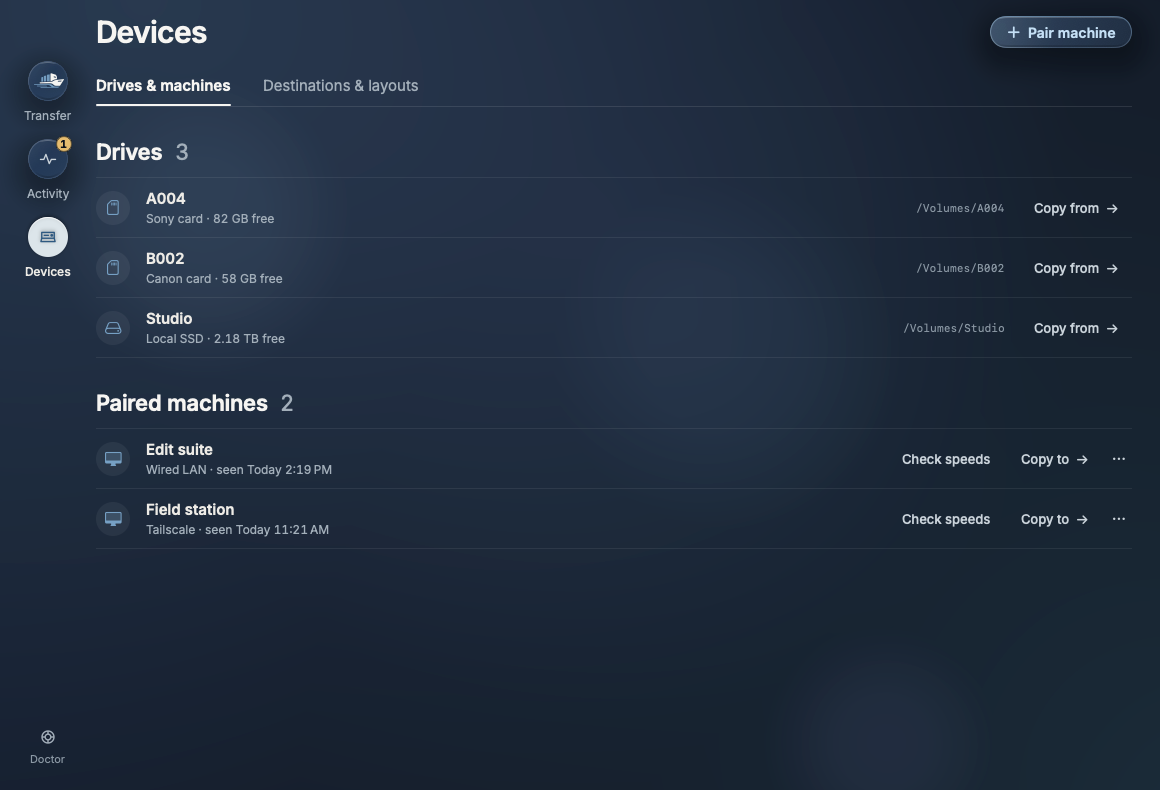 Devices
+ Pair machine
Transfer
1
Activity
Devices
Doctor
Drives & machines
Destinations & layouts
Drives 3
A004
Sony card · 82 GB free
/Volumes/A004
Copy from →
B002
Canon card · 58 GB free
/Volumes/B002
Copy from →
Studio
Local SSD · 2.18 TB free
/Volumes/Studio
Copy from →
Paired machines 2
Edit suite
Wired LAN · seen Today 2:19 PM
Check speeds
Copy to →
···
Field station
Tailscale · seen Today 11:21 AM
Check speeds
Copy to →
···